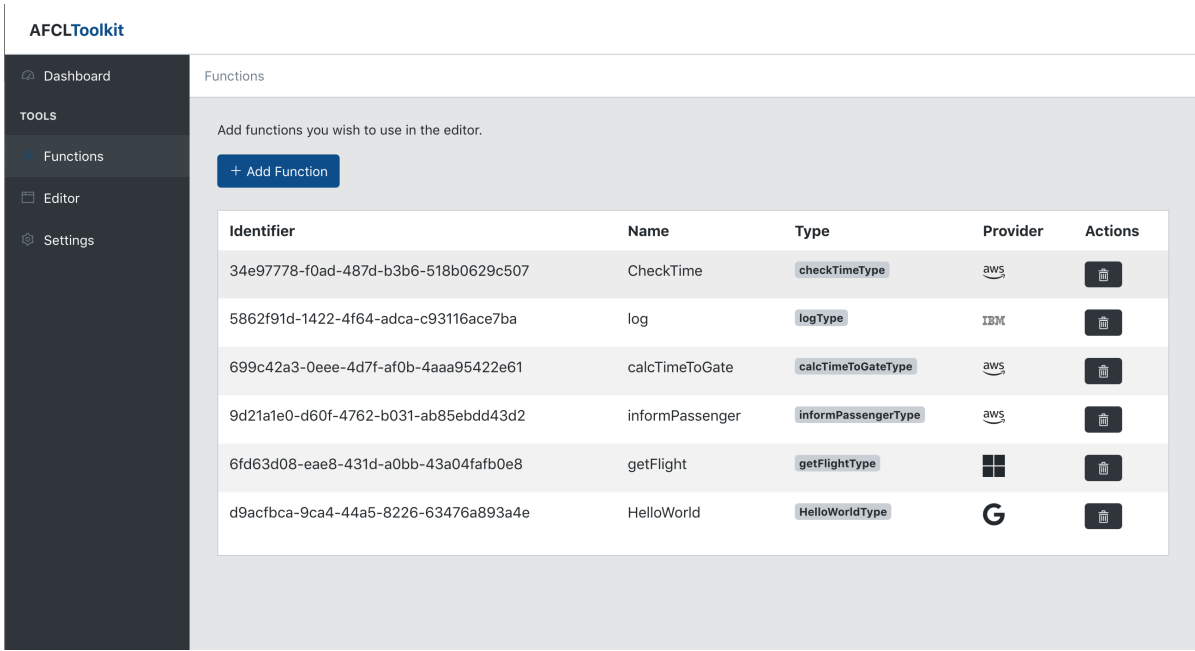 AFCLToolkit
Dashboard
TOOLS
Functions
Editor
Settings
Functions
Add functions you wish to use in the editor.
+ Add Function
Identifier Name Type Provider Actions
34e97778-f0ad-487d-b3b6-518b0629c507 CheckTime checkTimeType aws
5862f91d-1422-4f64-adca-c93116ace7ba log logType IBM
699c42a3-0eee-4d7f-af0b-4aaa95422e61 calcTimeToGate calcTimeToGateType aws
9d21a1e0-d60f-4762-b031-ab85ebdd43d2 informPassenger informPassengerType aws
6fd63d08-eae8-431d-a0bb-43a04fafb0e8 getFlight getFlightType
d9acfbca-9ca4-44a5-8226-63476a893a4e HelloWorld HelloWorldType G